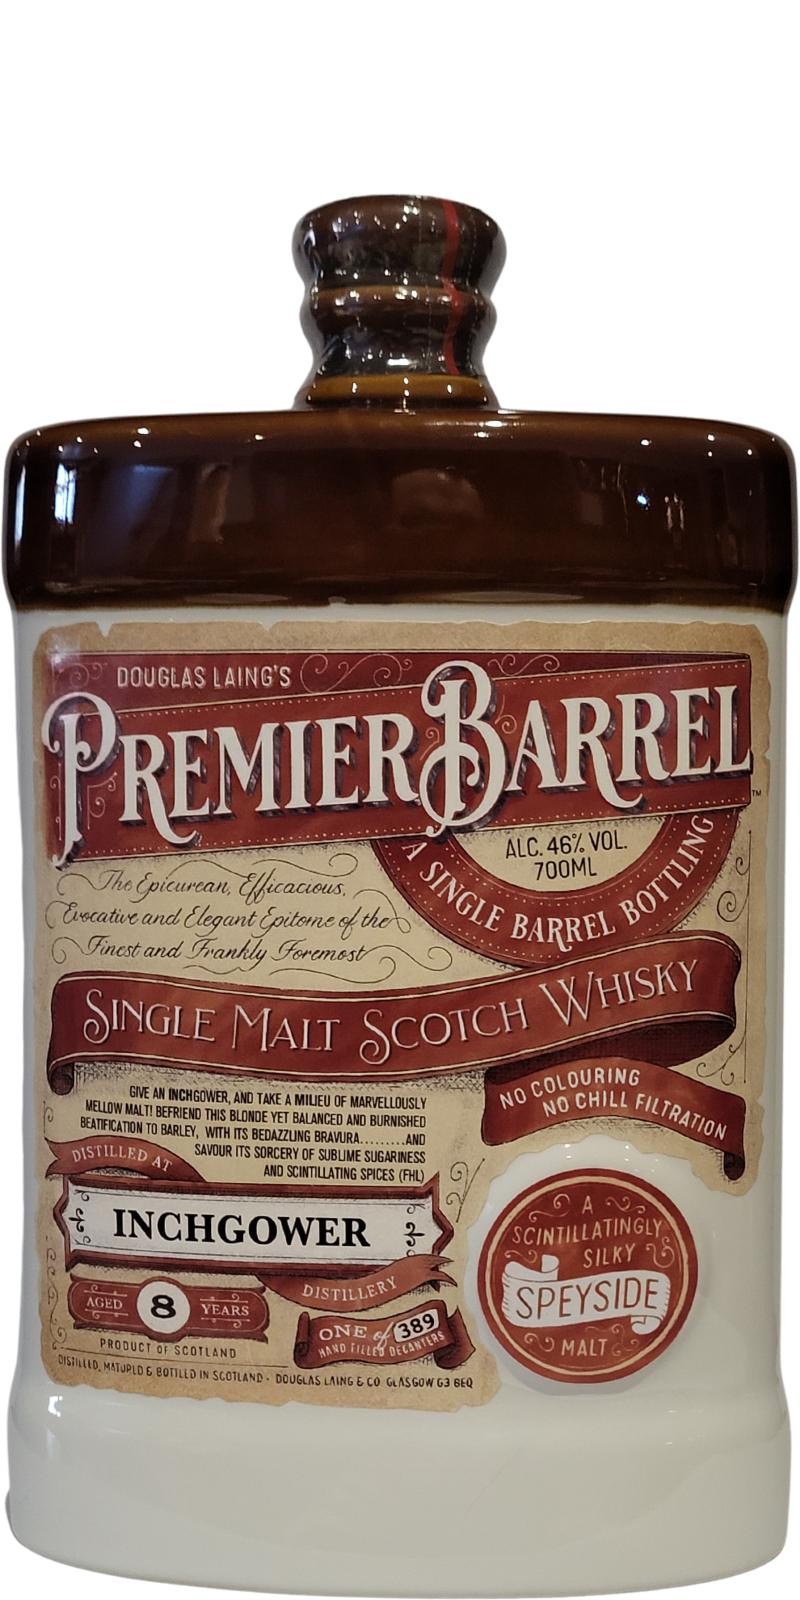 DOUGLAS LAING'S
PREMIER BARREL
TM
ALC. 46% VOL.
700ML
A SINGLE BARREL BOTTLING
The Epicurean, Efficacious,
Evocative and Elegant Epitome of the
Finest and Frankly Foremost
SINGLE MALT SCOTCH WHISKY
NO COLOURING
NO CHILL FILTRATION
GIVE AN INCHGOWER, AND TAKE A MILIEU OF MARVELLOUSLY
MELLOW MALT! BEFRIEND THIS BLONDE YET BALANCED AND BURNISHED
BEATIFICATION TO BARLEY, WITH ITS BEDAZZLING BRAVURA.........AND
SAVOUR ITS SORCERY OF SUBLIME SUGARINESS
AND SCINTILLATING SPICES (FHL)
DISTILLED AT
INCHGOWER
DISTILLERY
AGED 8 YEARS
ONE of 389
HAND FILLED DECANTERS
PRODUCT OF SCOTLAND
DISTILLED, MATURED & BOTTLED IN SCOTLAND - DOUGLAS LAING & CO GLASGOW G3 6EQ
A
SCINTILLATINGLY
SILKY
SPEYSIDE
MALT